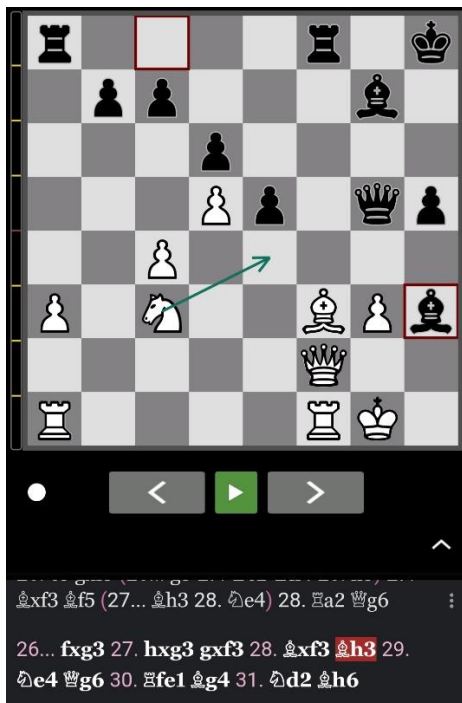 ♗xf3 ♗f5 (27... ♗h3 28. ♘e4) 28. ♖a2 ♕g6
26... fxg3 27. hxg3 gxf3 28. ♗xf3 ♗h3 29.
♘e4 ♕g6 30. ♖fe1 ♗g4 31. ♘d2 ♗h6